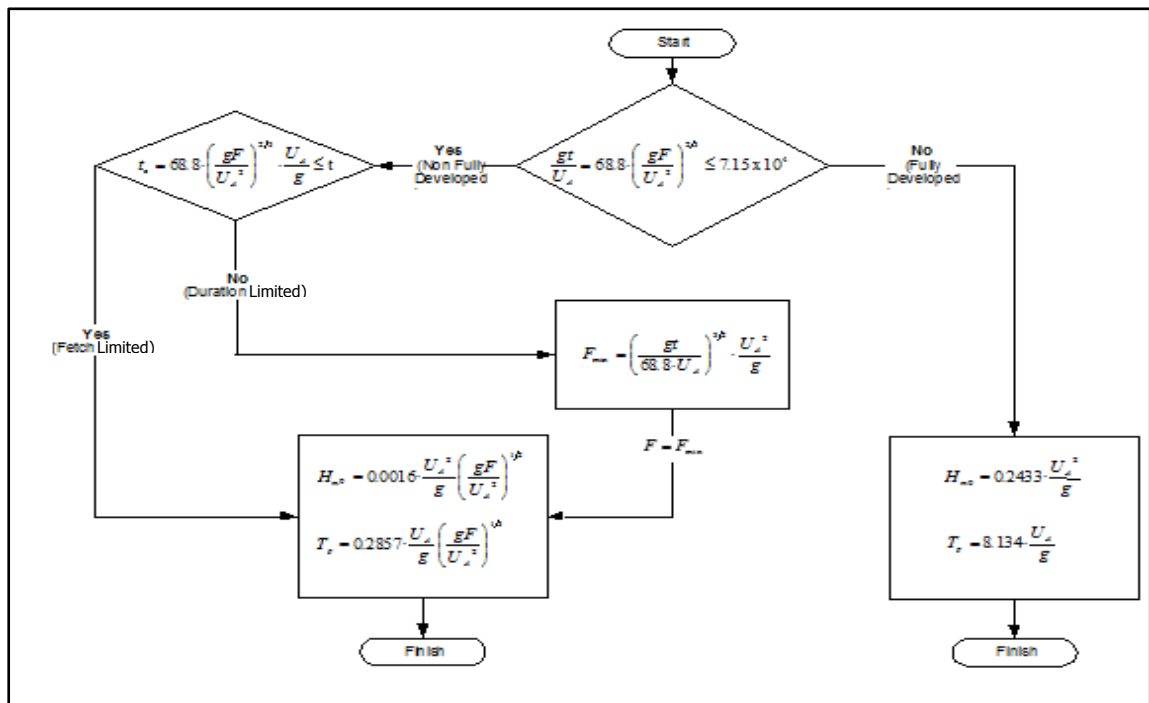 Start
t_c = 68.8·(gF/U_A²)^2/3 · U_A/g ≤ t
Yes
(Non Fully
Developed
gt/U_A = 68.8·(gF/U_A²)^2/3 ≤ 7.15 x 10⁴
No
(Fully
Developed
No
(Duration Limited)
Yes
(Fetch Limited)
F_min = (gt/68.8·U_A)^3/2 · U_A²/g
F = F_min
H_m0 = 0.0016·U_A²/g (gF/U_A²)^1/2
T_p = 0.2857·U_A/g (gF/U_A²)^1/3
H_m0 = 0.2433·U_A²/g
T_p = 8.134·U_A/g
Finish
Finish